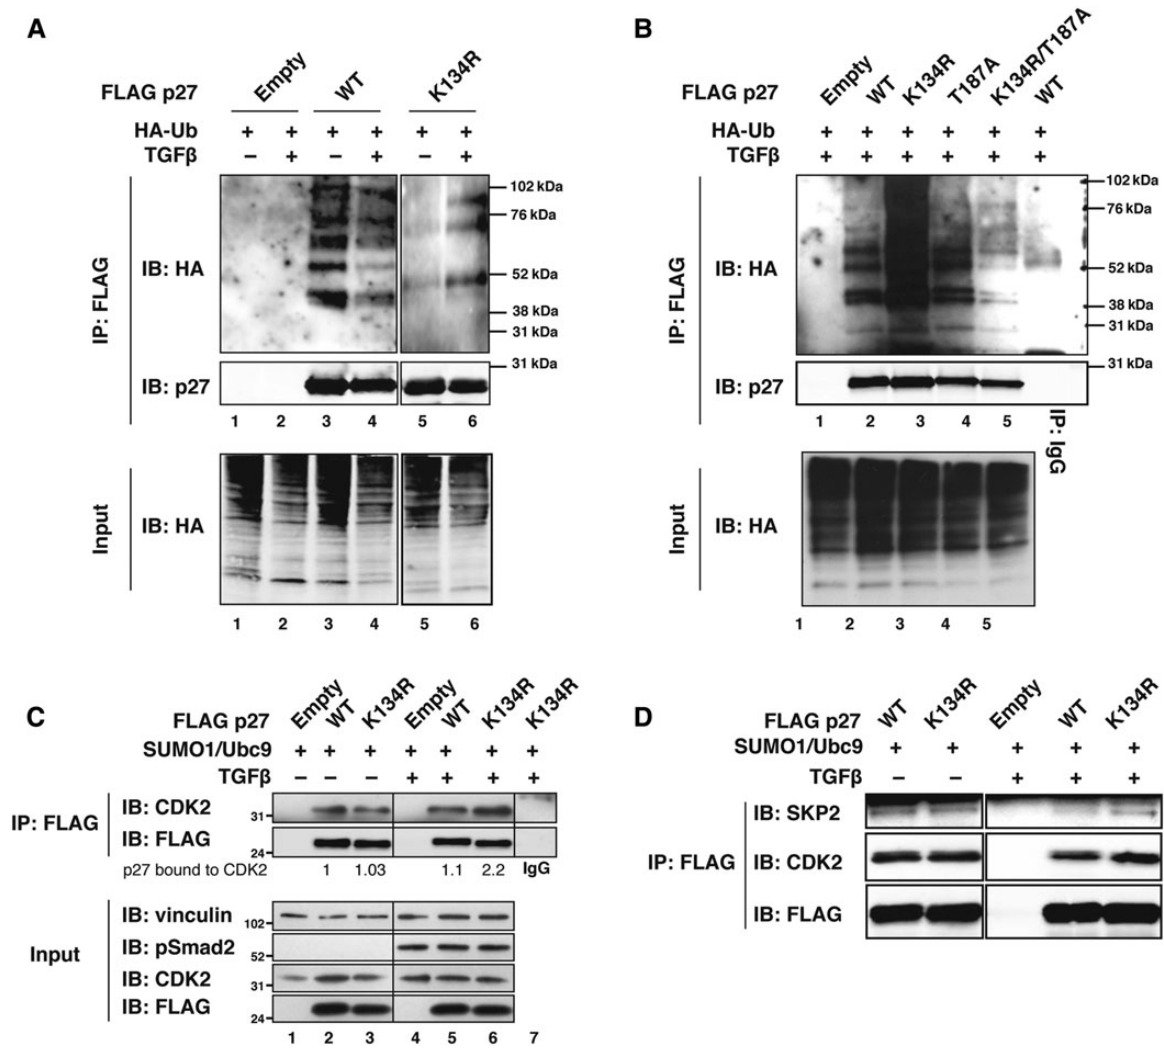 A
FLAG p27 Empty WT K134R
HA-Ub + + + + + +
TGFβ – + – + – +
IP: FLAG
IB: HA
102 kDa
76 kDa
52 kDa
38 kDa
31 kDa
31 kDa
IB: p27
1 2 3 4 5 6
Input
IB: HA
1 2 3 4 5 6
B
FLAG p27 Empty WT K134R T187A K134R/T187A WT
HA-Ub + + + + + +
TGFβ + + + + + +
IP: FLAG
IB: HA
102 kDa
76 kDa
52 kDa
38 kDa
31 kDa
31 kDa
IB: p27
1 2 3 4 5
IP: IgG
Input
IB: HA
1 2 3 4 5
C
FLAG p27 Empty WT K134R Empty WT K134R K134R
SUMO1/Ubc9 + + + + + + +
TGFβ – – – + + + +
IP: FLAG
IB: CDK2
31
IB: FLAG
24
p27 bound to CDK2 1 1.03 1.1 2.2 IgG
Input
IB: vinculin
102
IB: pSmad2
52
IB: CDK2
31
IB: FLAG
24
1 2 3 4 5 6 7
D
FLAG p27 WT K134R Empty WT K134R
SUMO1/Ubc9 + + + + +
TGFβ – – + + +
IP: FLAG
IB: SKP2
IB: CDK2
IB: FLAG